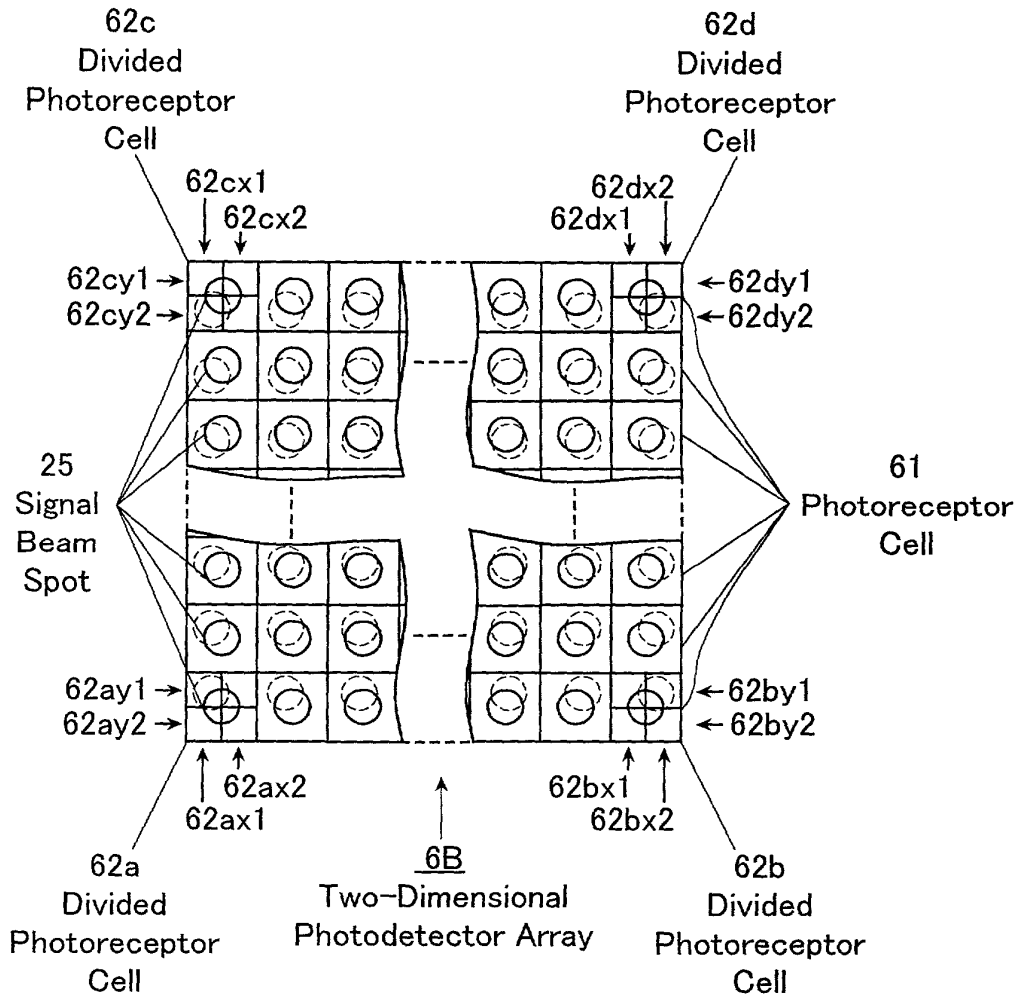 62c
Divided
Photoreceptor
Cell
62d
Divided
Photoreceptor
Cell
62cx1
62cx2
62dx2
62dx1
62cy1
62cy2
62dy1
62dy2
25
Signal
Beam
Spot
61
Photoreceptor
Cell
62ay1
62ay2
62by1
62by2
62ax2
62ax1
62bx1
62bx2
62a
Divided
Photoreceptor
Cell
6B
Two-Dimensional
Photodetector Array
62b
Divided
Photoreceptor
Cell